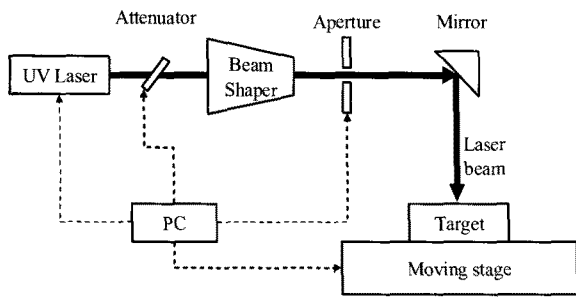 Attenuator
Aperture
Mirror
UV Laser
Beam
Shaper
Laser
beam
PC
Target
Moving stage